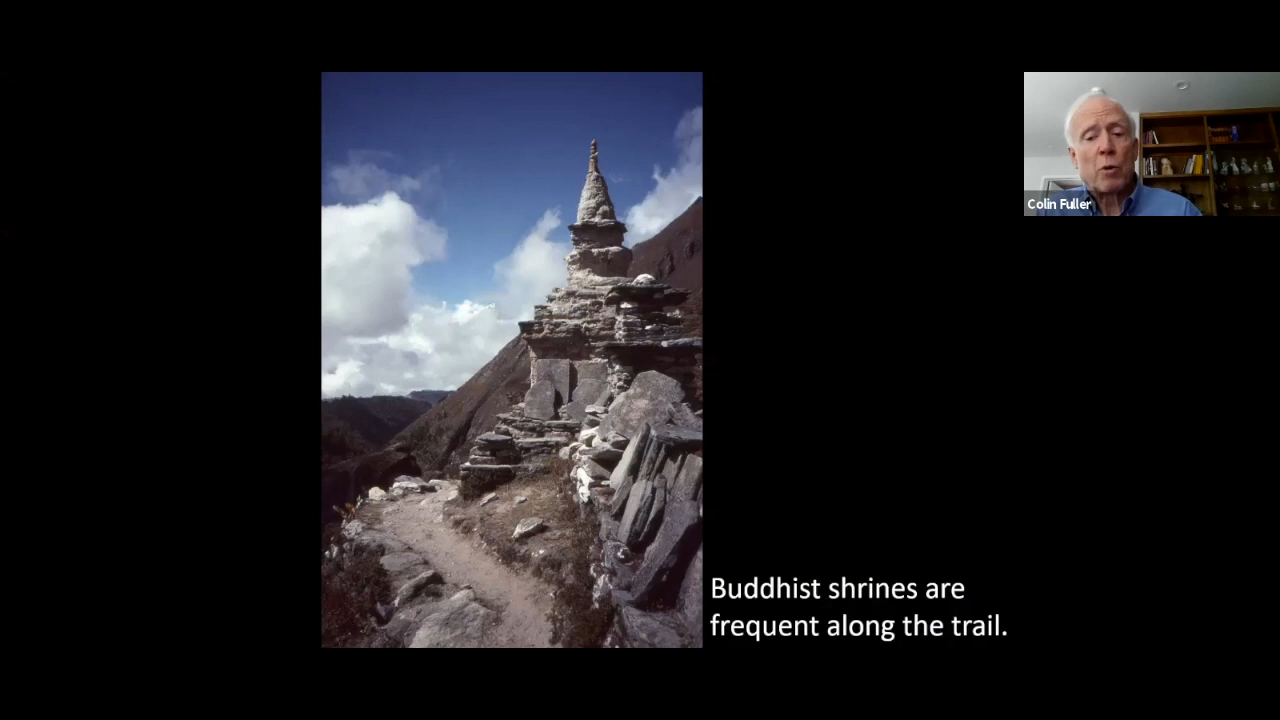 Colin Fuller
Buddhist shrines are
frequent along the trail.